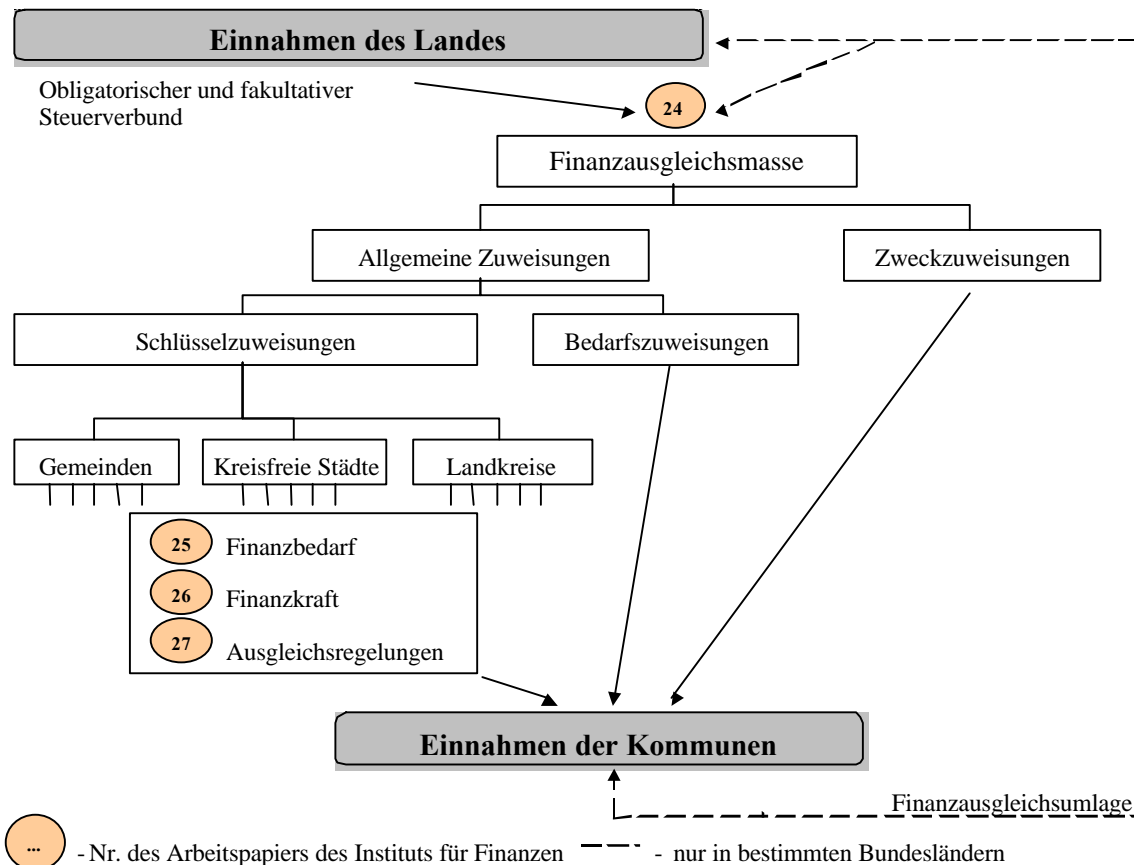 Einnahmen des Landes
Obligatorischer und fakultativer
Steuerverbund
24
Finanzausgleichsmasse
Allgemeine Zuweisungen
Zweckzuweisungen
Schlüsselzuweisungen
Bedarfszuweisungen
Gemeinden
Kreisfreie Städte
Landkreise
25 Finanzbedarf
26 Finanzkraft
27 Ausgleichsregelungen
Einnahmen der Kommunen
Finanzausgleichsumlage
... - Nr. des Arbeitspapiers des Instituts für Finanzen - nur in bestimmten Bundesländern